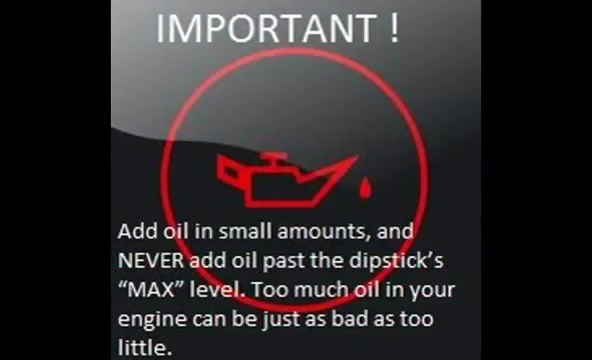 IMPORTANT !
Add oil in small amounts, and
NEVER add oil past the dipstick's
“MAX” level. Too much oil in your
engine can be just as bad as too
little.